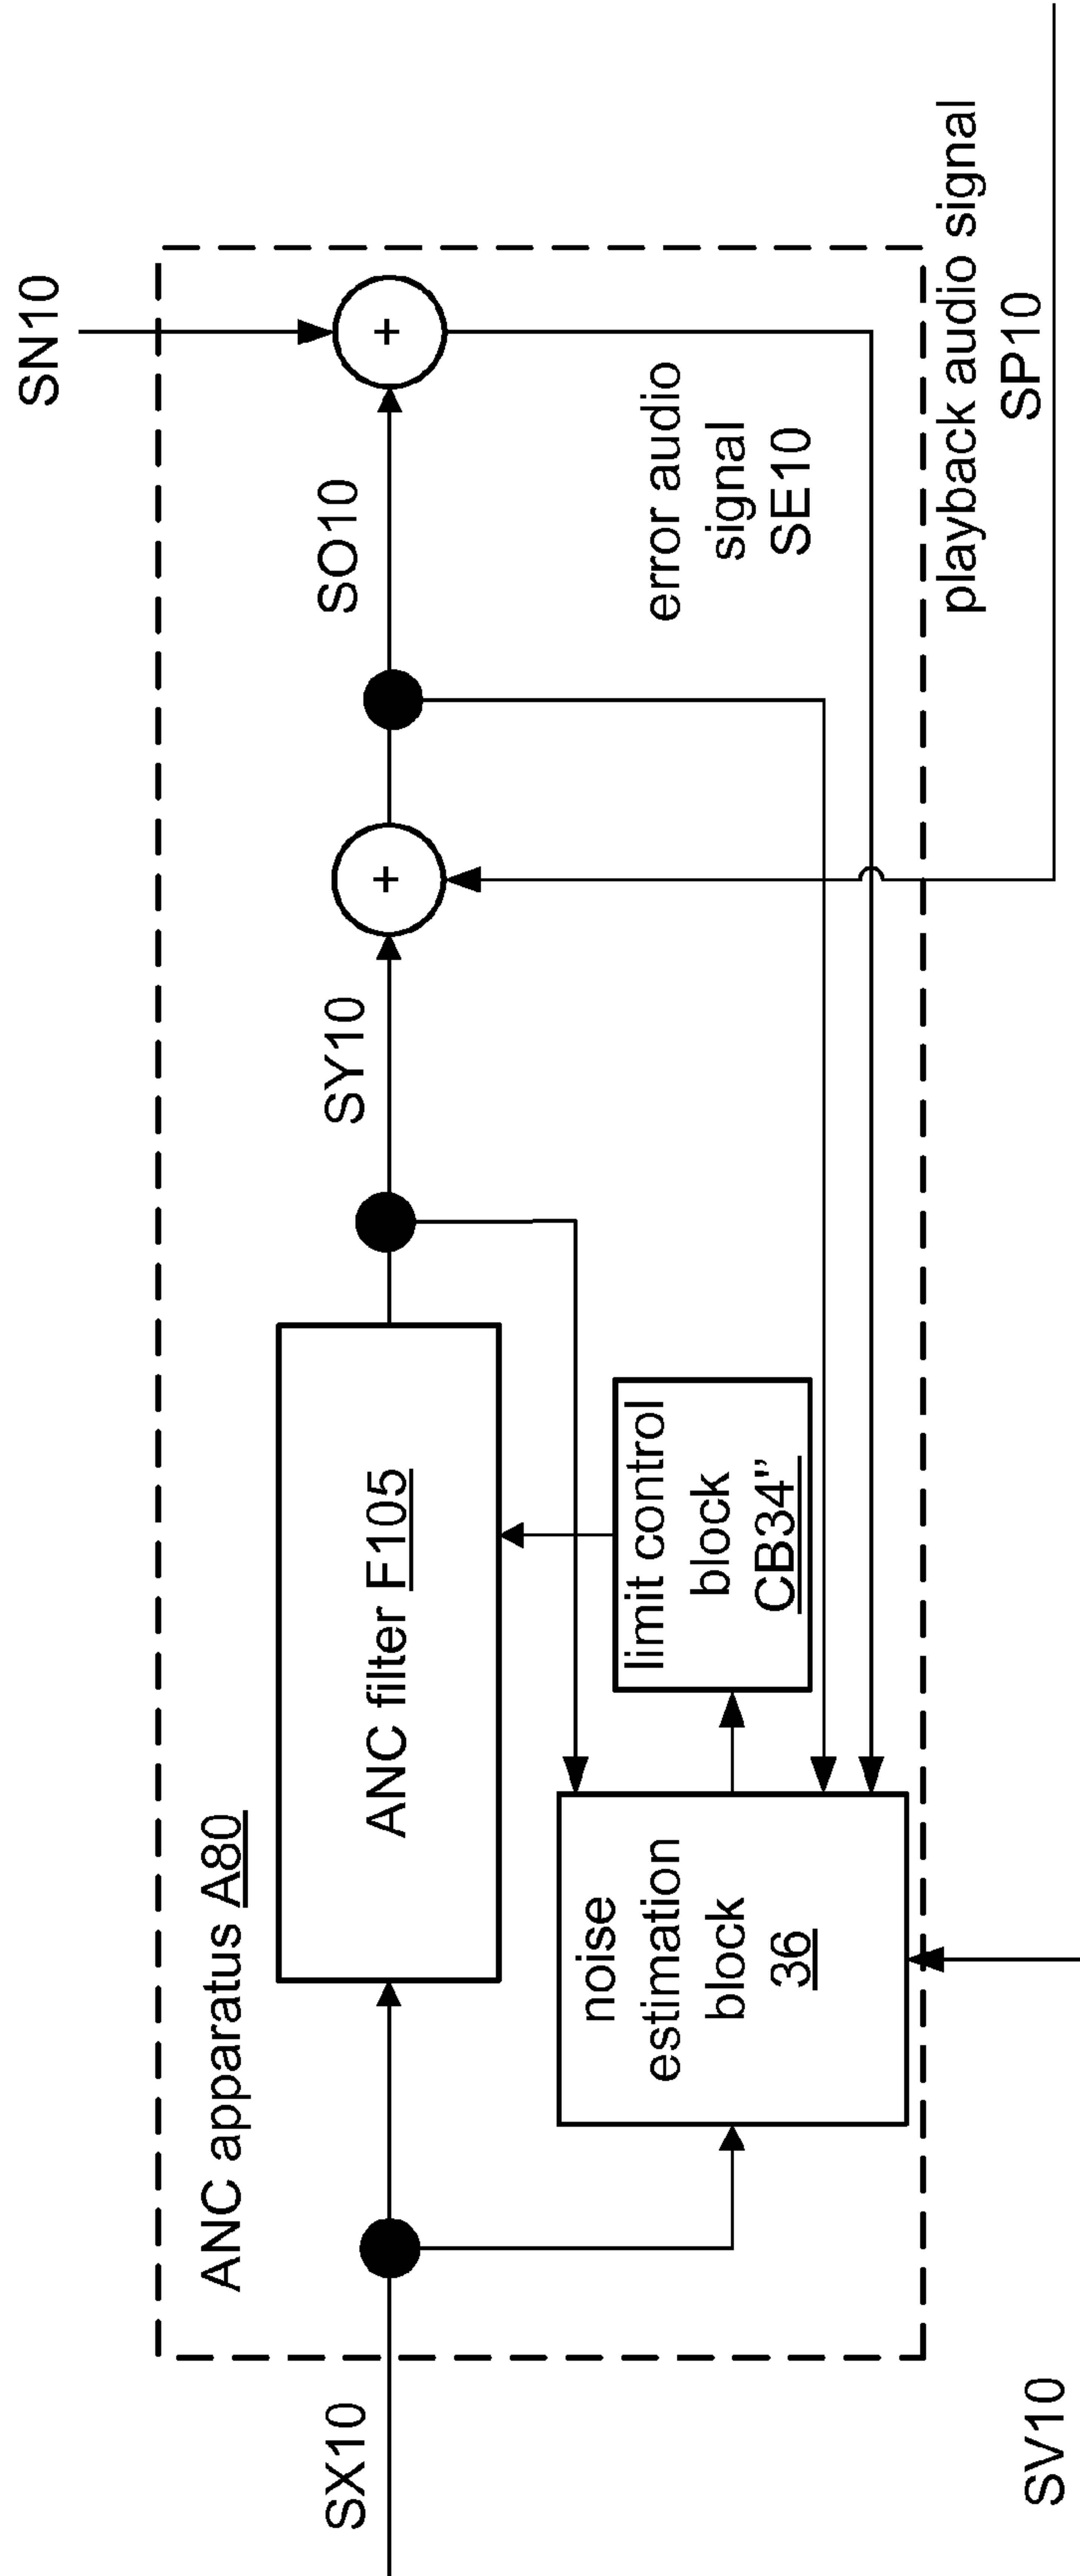 ANC apparatus A80
SX10
ANC filter F105
SY10
SO10
SN10
noise
estimation
block
36
limit control
block
CB34”
error audio
signal
SE10
SV10
playback audio signal
SP10
+
+